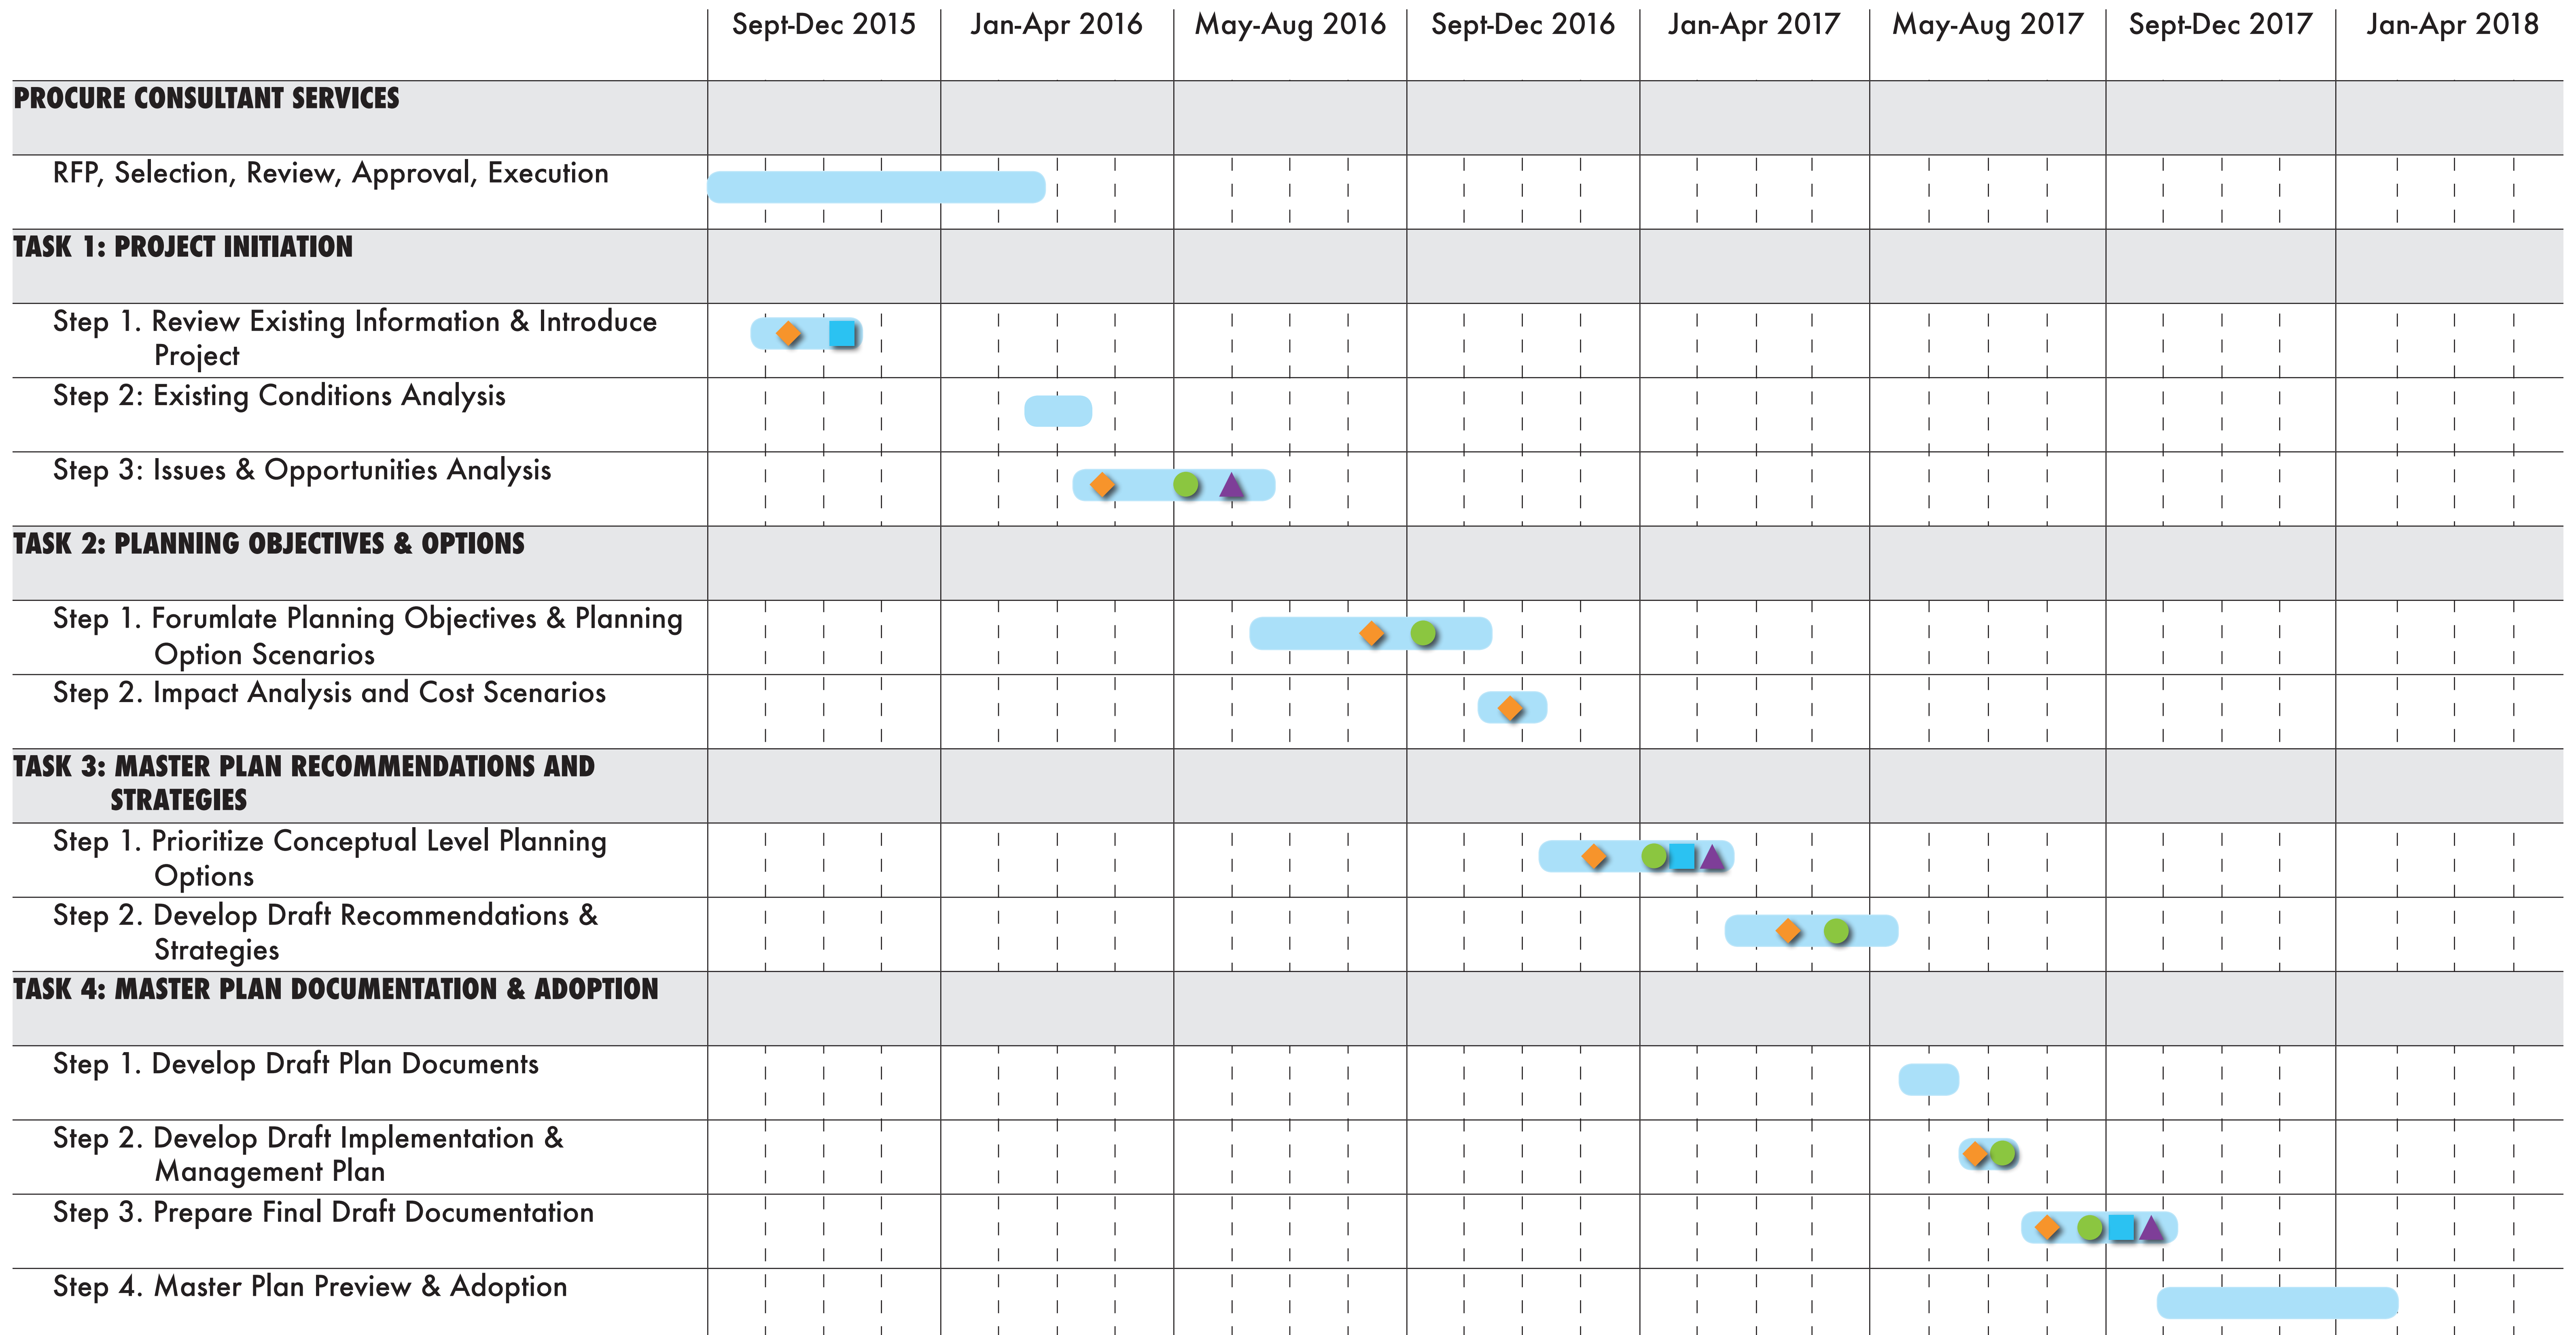 Sept-Dec 2015 Jan-Apr 2016 May-Aug 2016 Sept-Dec 2016 Jan-Apr 2017 May-Aug 2017 Sept-Dec 2017 Jan-Apr 2018
PROCURE CONSULTANT SERVICES
RFP, Selection, Review, Approval, Execution
TASK 1: PROJECT INITIATION
Step 1. Review Existing Information & Introduce
Project
Step 2: Existing Conditions Analysis
Step 3: Issues & Opportunities Analysis
TASK 2: PLANNING OBJECTIVES & OPTIONS
Step 1. Forumlate Planning Objectives & Planning
Option Scenarios
Step 2. Impact Analysis and Cost Scenarios
TASK 3: MASTER PLAN RECOMMENDATIONS AND
STRATEGIES
Step 1. Prioritize Conceptual Level Planning
Options
Step 2. Develop Draft Recommendations &
Strategies
TASK 4: MASTER PLAN DOCUMENTATION & ADOPTION
Step 1. Develop Draft Plan Documents
Step 2. Develop Draft Implementation &
Management Plan
Step 3. Prepare Final Draft Documentation
Step 4. Master Plan Preview & Adoption